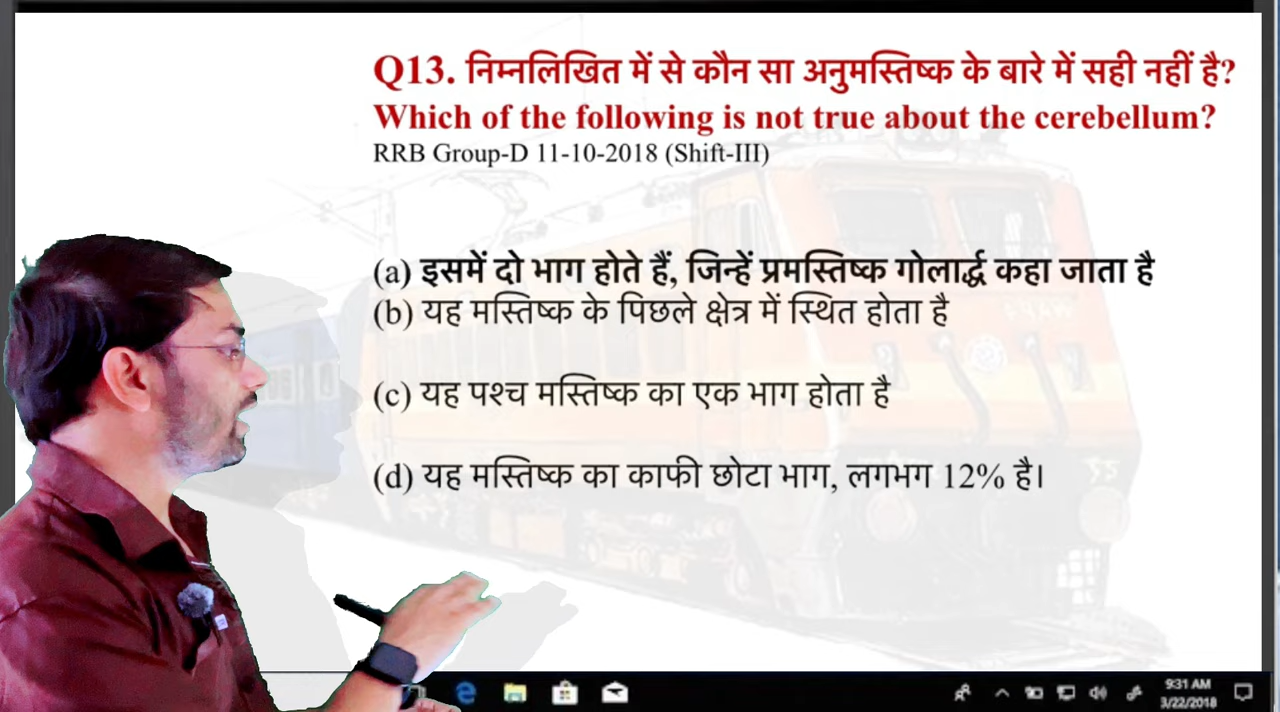 Q13. निम्नलिखित में से कौन सा अनुमस्तिष्क के बारे में सही नहीं है?
Which of the following is not true about the cerebellum?
RRB Group-D 11-10-2018 (Shift-III)
(a) इसमें दो भाग होते हैं, जिन्हें प्रमस्तिष्क गोलार्द्ध कहा जाता है
(b) यह मस्तिष्क के पिछले क्षेत्र में स्थित होता है
(c) यह पश्च मस्तिष्क का एक भाग होता है
(d) यह मस्तिष्क का काफी छोटा भाग, लगभग 12% है।
9:31 AM
3/22/2018